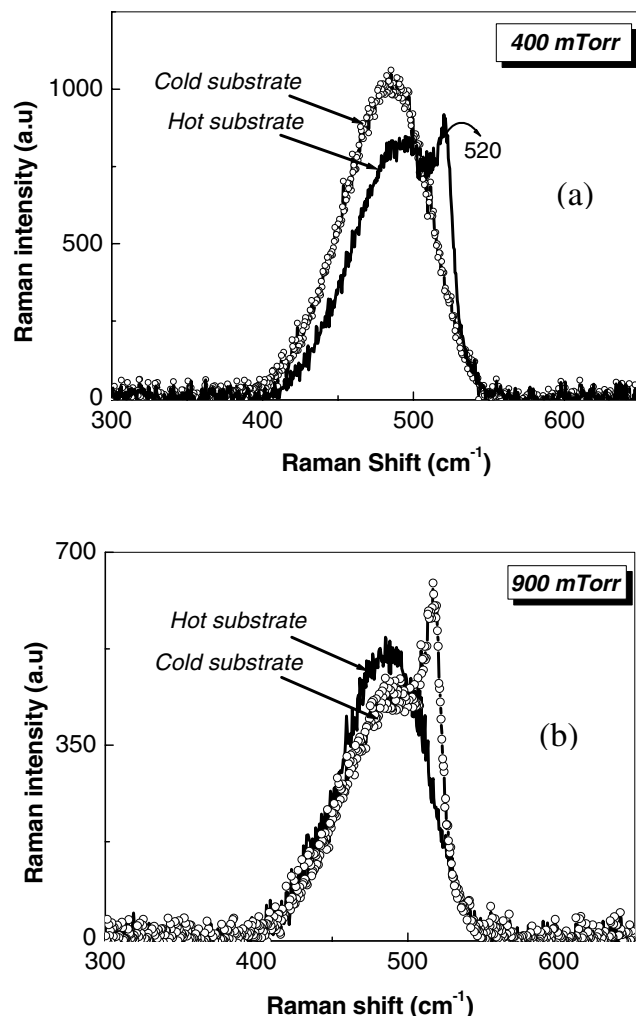 400 mTorr
1000
Cold substrate
Hot substrate
520
(a)
500
0
300 400 500 600
Raman intensity (a.u)
Raman Shift (cm-1)
700
900 mTorr
Hot substrate
Cold substrate
350
(b)
0
300 400 500 600
Raman intensity (a.u)
Raman shift (cm-1)